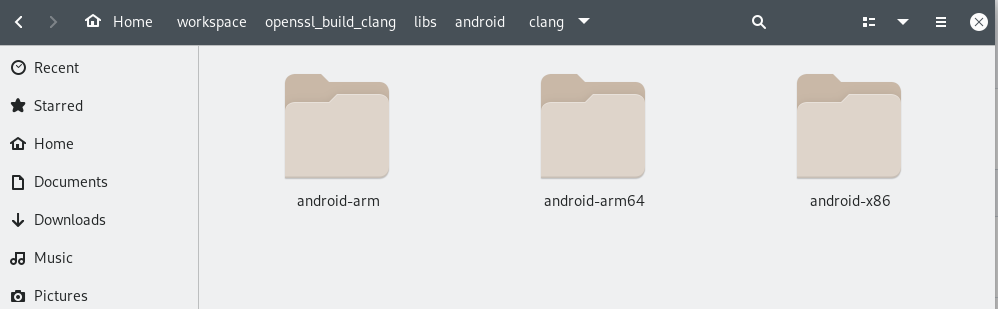 Home workspace openssl_build_clang libs android clang
Recent
Starred
Home
Documents
Downloads
Music
Pictures
android-arm android-arm64 android-x86